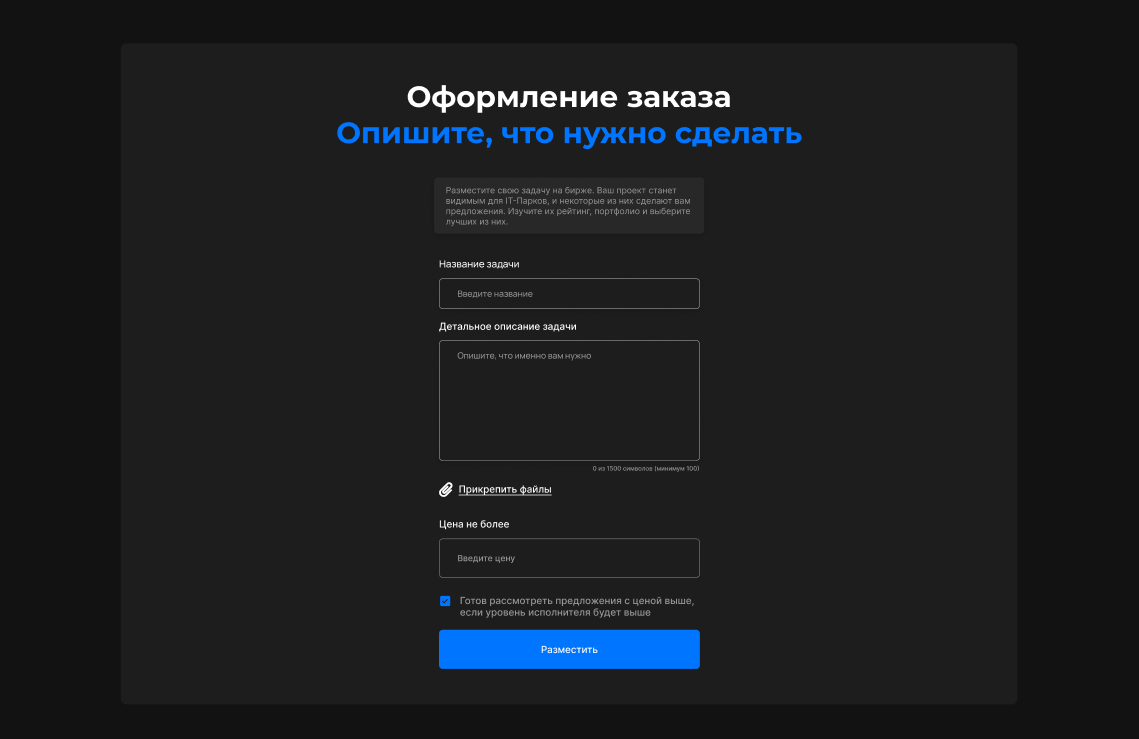 Оформление заказа
Опишите, что нужно сделать
Разместите свою задачу на бирже. Ваш проект станет
видимым для IT-Парков, и некоторые из них сделают вам
предложения. Изучите их рейтинг, портфолио и выберите
лучших из них.
Название задачи
Введите название
Детальное описание задачи
Опишите, что именно вам нужно
0 из 1500 символов (минимум 100)
Прикрепить файлы
Цена не более
Введите цену
Готов рассмотреть предложения с ценой выше,
если уровень исполнителя будет выше
Разместить